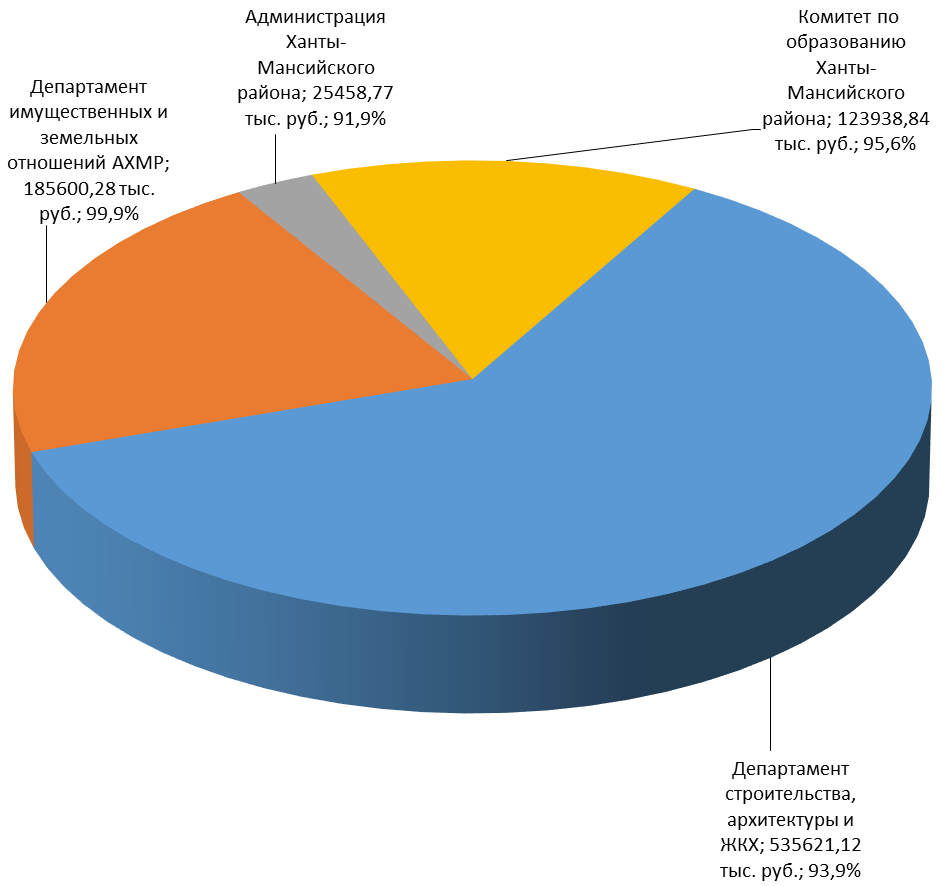 Администрация
Ханты-
Мансийского
района; 25458,77
тыс. руб.; 91,9%
Комитет по
образованию
Ханты-
Мансийского
района; 123938,84
тыс. руб.; 95,6%
Департамент
имущественных и
земельных
отношений АХМР;
185600,28 тыс.
руб.; 99,9%
Департамент
строительства,
архитектуры и
ЖКХ; 535621,12
тыс. руб.; 93,9%